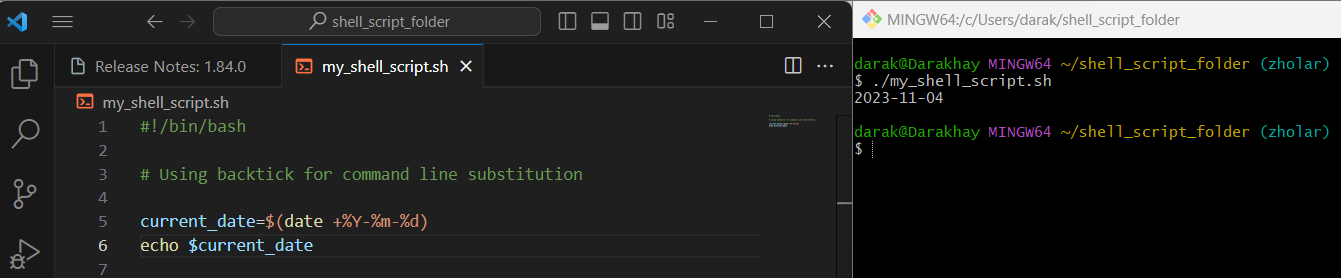 shell_script_folder
Release Notes: 1.84.0
my_shell_script.sh
my_shell_script.sh
1 #!/bin/bash
2
3 # Using backtick for command line substitution
4
5 current_date=$(date +%Y-%m-%d)
6 echo $current_date
7
MINGW64:/c/Users/darak/shell_script_folder
darak@Darakhay MINGW64 ~/shell_script_folder (zholar)
$ ./my_shell_script.sh
2023-11-04
darak@Darakhay MINGW64 ~/shell_script_folder (zholar)
$